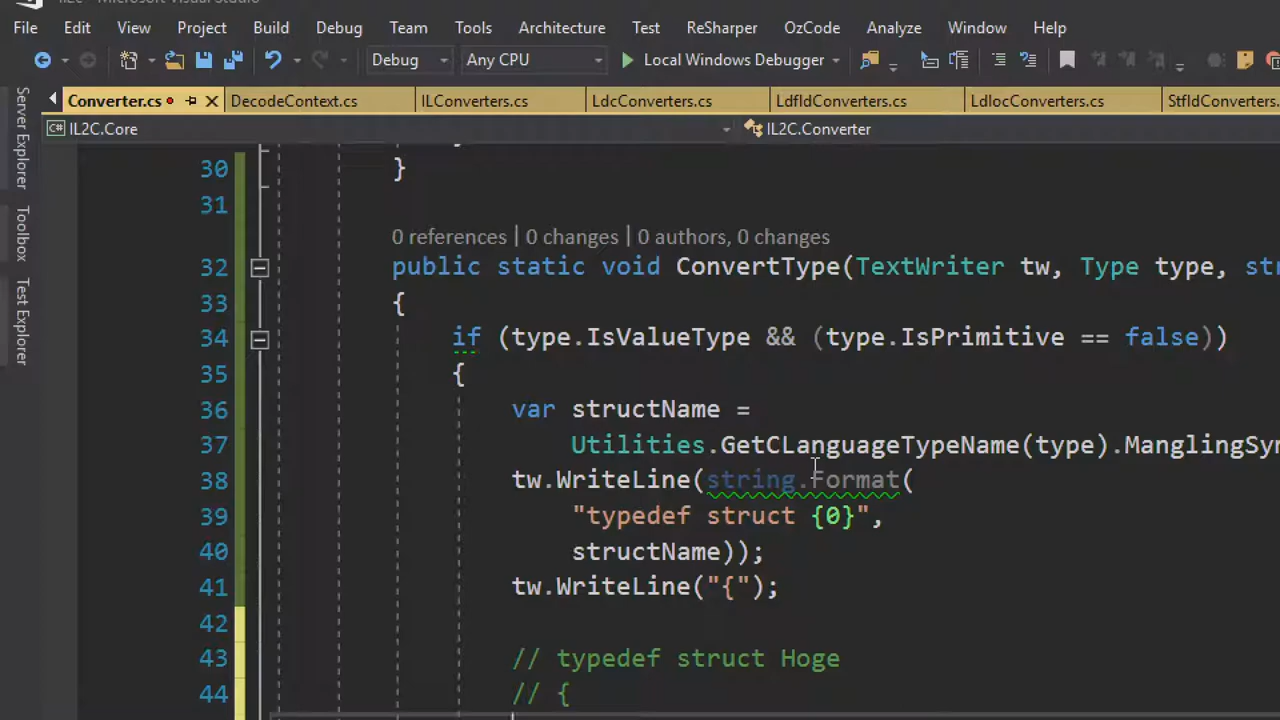 File Edit View Project Build Debug Team Tools Architecture Test ReSharper OzCode Analyze Window Help
Debug Any CPU Local Windows Debugger
Converter.cs DecodeContext.cs ILConverters.cs LdcConverters.cs LdfldConverters.cs LdlocConverters.cs StfldConverters.
IL2C.Core IL2C.Converter
Server Explorer
Toolbox
Test Explorer
30 }
31
0 references | 0 changes | 0 authors, 0 changes
32 public static void ConvertType(TextWriter tw, Type type, str
33 {
34 if (type.IsValueType && (type.IsPrimitive == false))
35 {
36 var structName =
37 Utilities.GetCLanguageTypeName(type).ManglingSyn
38 tw.WriteLine(string.Format(
39 "typedef struct {0}",
40 structName));
41 tw.WriteLine("{");
42
43 // typedef struct Hoge
44 // {